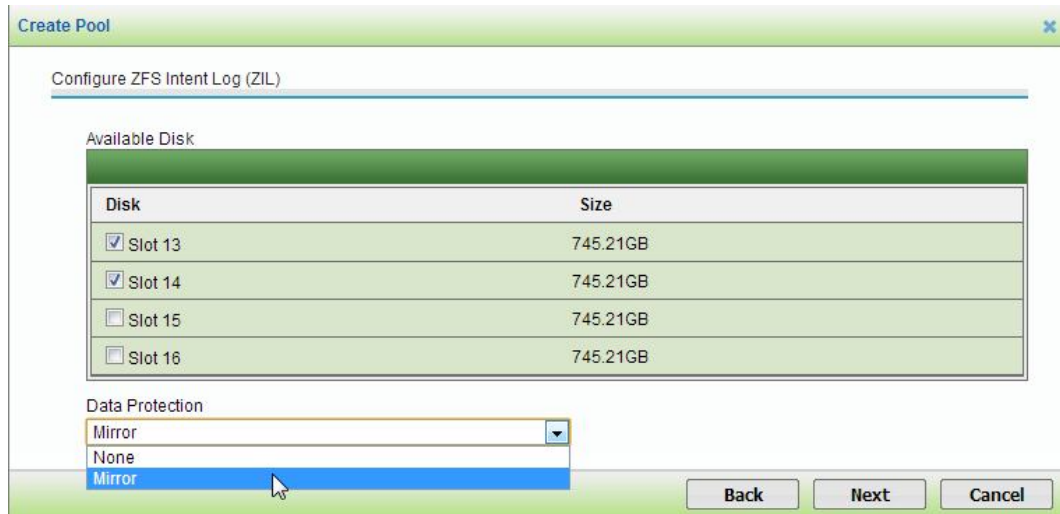 Create Pool
Configure ZFS Intent Log (ZIL)
Available Disk
Disk Size
Slot 13 745.21GB
Slot 14 745.21GB
Slot 15 745.21GB
Slot 16 745.21GB
Data Protection
Mirror
None
Mirror
Back Next Cancel